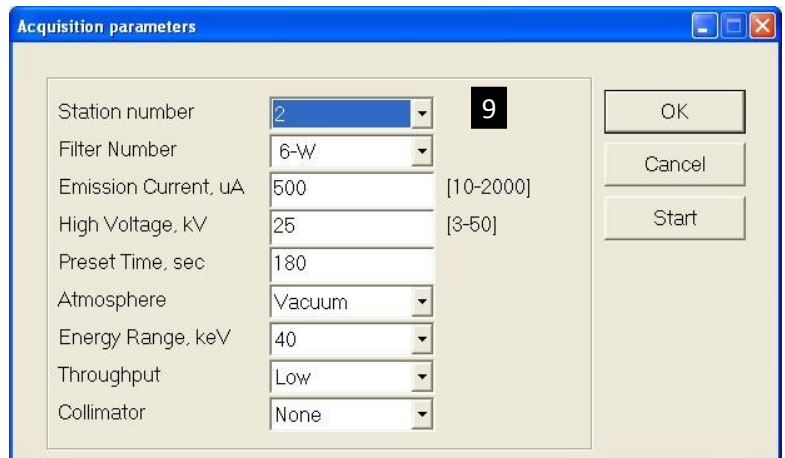 Acquisition parameters
Station number 2 9 OK
Filter Number 6-W Cancel
Emission Current, uA 500 [10-2000]
High Voltage, kV 25 [3-50] Start
Preset Time, sec 180
Atmosphere Vacuum
Energy Range, keV 40
Throughput Low
Collimator None